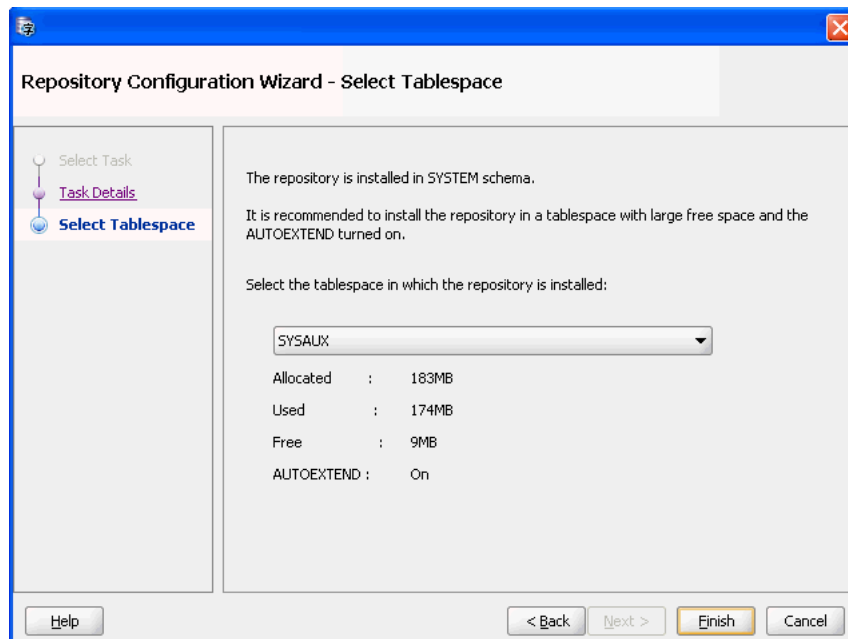 字
Repository Configuration Wizard - Select Tablespace
Select Task
Task Details
Select Tablespace
The repository is installed in SYSTEM schema.
It is recommended to install the repository in a tablespace with large free space and the
AUTOEXTEND turned on.
Select the tablespace in which the repository is installed:
SYSAUX
Allocated : 183MB
Used : 174MB
Free : 9MB
AUTOEXTEND : On
Help < Back Next > Finish Cancel